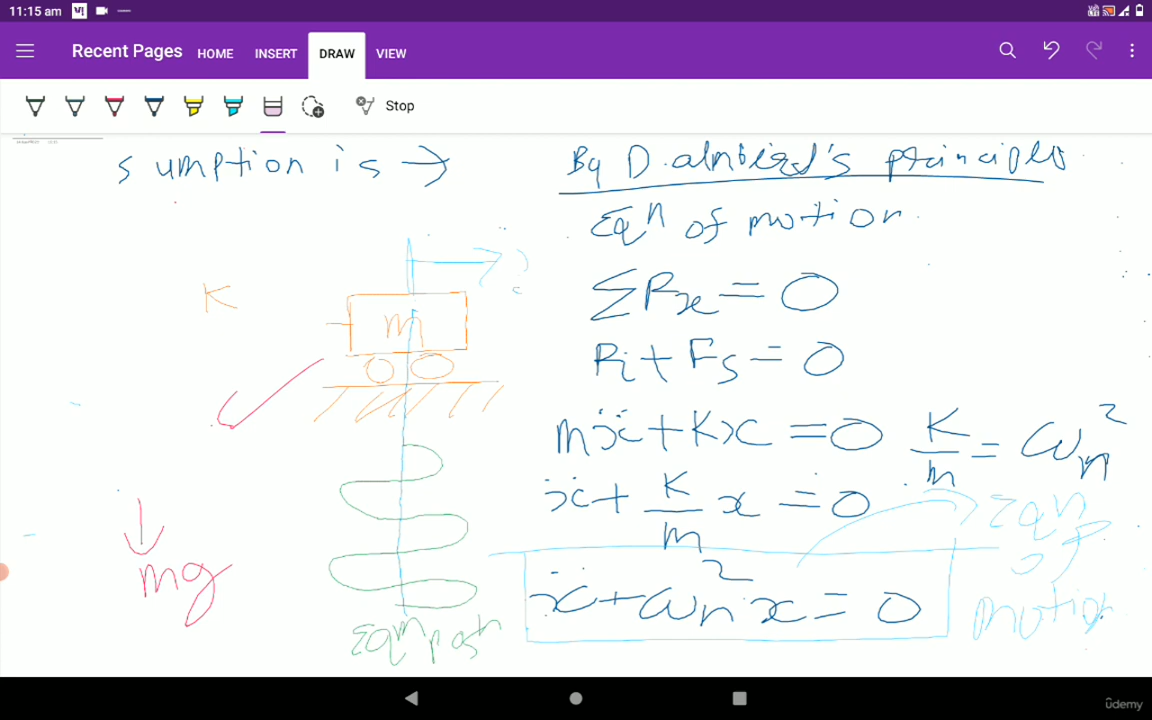 11:15 am
Recent Pages HOME INSERT DRAW VIEW
Stop
sumption is →
By D.almbierd's principle
Eqn of motion
ΣFx = 0
Fi + Fs = 0
mẍ + Kx = 0
K/m = ωn²
ẍ + K/m x = 0
ẍ + ωn² x = 0
Eqn
of
motion
K
m
mg
Eqm posn
udemy